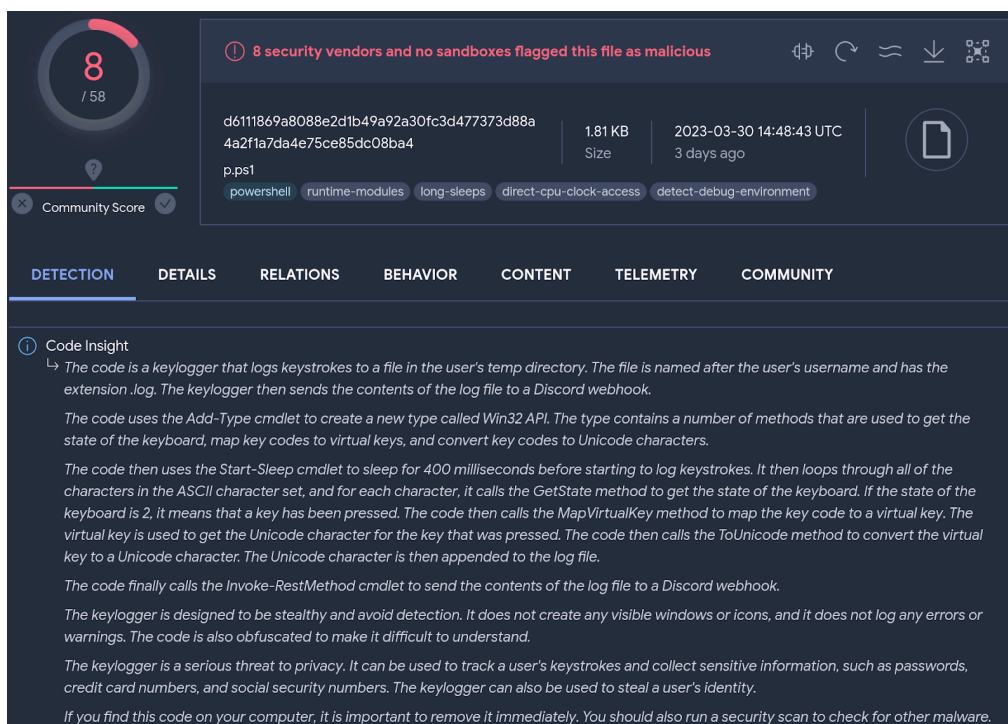 8
/ 58
Community Score
8 security vendors and no sandboxes flagged this file as malicious
d6111869a8088e2d1b49a92a30fc3d477373d88a
4a2f1a7da4e75ce85dc08ba4
p.ps1
1.81 KB
Size
2023-03-30 14:48:43 UTC
3 days ago
powershell runtime-modules long-sleeps direct-cpu-clock-access detect-debug-environment
DETECTION DETAILS RELATIONS BEHAVIOR CONTENT TELEMETRY COMMUNITY
Code Insight
The code is a keylogger that logs keystrokes to a file in the user's temp directory. The file is named after the user's username and has the
extension .log. The keylogger then sends the contents of the log file to a Discord webhook.
The code uses the Add-Type cmdlet to create a new type called Win32 API. The type contains a number of methods that are used to get the
state of the keyboard, map key codes to virtual keys, and convert key codes to Unicode characters.
The code then uses the Start-Sleep cmdlet to sleep for 400 milliseconds before starting to log keystrokes. It then loops through all of the
characters in the ASCII character set, and for each character, it calls the GetState method to get the state of the keyboard. If the state of the
keyboard is 2, it means that a key has been pressed. The code then calls the MapVirtualKey method to map the key code to a virtual key. The
virtual key is used to get the Unicode character for the key that was pressed. The code then calls the ToUnicode method to convert the virtual
key to a Unicode character. The Unicode character is then appended to the log file.
The code finally calls the Invoke-RestMethod cmdlet to send the contents of the log file to a Discord webhook.
The keylogger is designed to be stealthy and avoid detection. It does not create any visible windows or icons, and it does not log any errors or
warnings. The code is also obfuscated to make it difficult to understand.
The keylogger is a serious threat to privacy. It can be used to track a user's keystrokes and collect sensitive information, such as passwords,
credit card numbers, and social security numbers. The keylogger can also be used to steal a user's identity.
If you find this code on your computer, it is important to remove it immediately. You should also run a security scan to check for other malware.